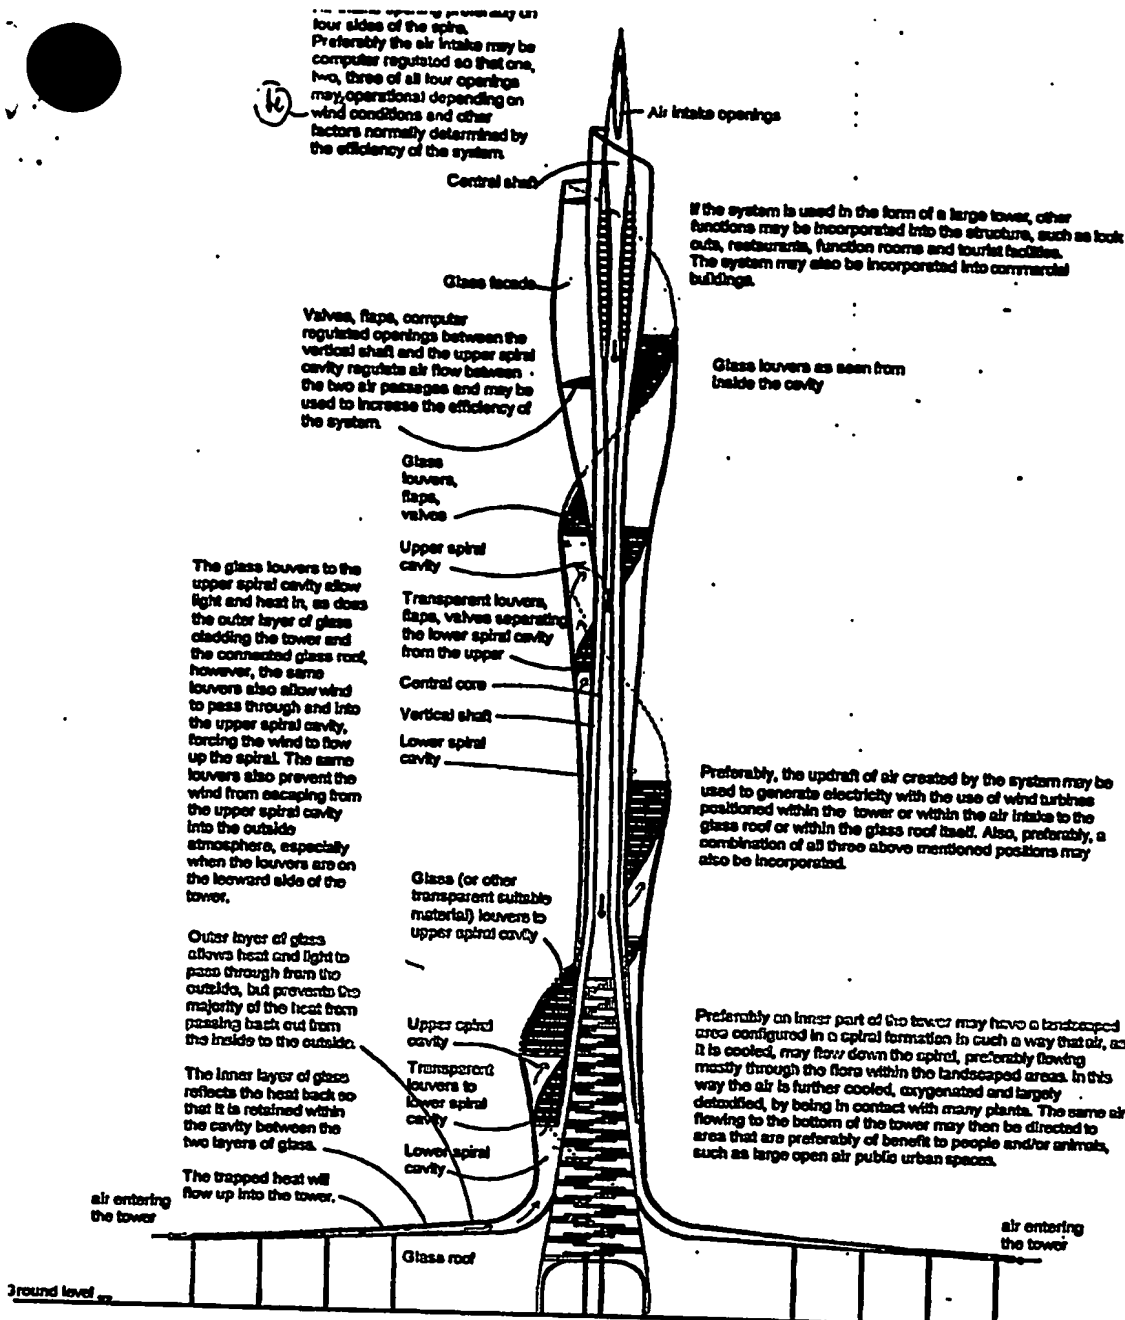 Air intake opening preferably on
four sides of the spire.
Preferably the air intake may be
computer regulated so that one,
two, three of all four openings
may operational depending on
wind conditions and other
factors normally determined by
the efficiency of the system.
Air intake openings
Central shaft
If the system is used in the form of a large tower, other
functions may be incorporated into the structure, such as look
outs, restaurants, function rooms and tourist facilities.
The system may also be incorporated into commercial
buildings.
Glass facade
Valves, flaps, computer
regulated openings between the
vertical shaft and the upper spiral
cavity regulate air flow between
the two air passages and may be
used to increase the efficiency of
the system.
Glass louvers as seen from
inside the cavity
Glass
louvers,
flaps,
valves
Upper spiral
cavity
Transparent louvers,
flaps, valves separating
the lower spiral cavity
from the upper
Central core
Vertical shaft
Lower spiral
cavity
The glass louvers to the
upper spiral cavity allow
light and heat in, as does
the outer layer of glass
cladding the tower and
the connected glass roof,
however, the same
louvers also allow wind
to pass through and into
the upper spiral cavity,
forcing the wind to flow
up the spiral. The same
louvers also prevent the
wind from escaping from
the upper spiral cavity
into the outside
atmosphere, especially
when the louvers are on
the leeward side of the
tower.
Preferably, the updraft of air created by the system may be
used to generate electricity with the use of wind turbines
positioned within the tower or within the air intake to the
glass roof or within the glass roof itself. Also, preferably, a
combination of all three above mentioned positions may
also be incorporated.
Glass (or other
transparent suitable
material) louvers to
upper spiral cavity
Outer layer of glass
allows heat and light to
pass through from the
outside, but prevents the
majority of the heat from
passing back out from
the inside to the outside.
Upper spiral
cavity
Transparent
louvers to
lower spiral
cavity
Lower spiral
cavity
Preferably an inner part of the tower may have a landscaped
area configured in a spiral formation in such a way that air, as
it is cooled, may flow down the spiral, preferably flowing
mostly through the flora within the landscaped areas. In this
way the air is further cooled, oxygenated and largely
detoxified, by being in contact with many plants. The same air
flowing to the bottom of the tower may then be directed to
area that are preferably of benefit to people and/or animals,
such as large open air public urban spaces.
The inner layer of glass
reflects the heat back so
that it is retained within
the cavity between the
two layers of glass.
The trapped heat will
flow up into the tower.
air entering
the tower
air entering
the tower
Glass roof
Ground level